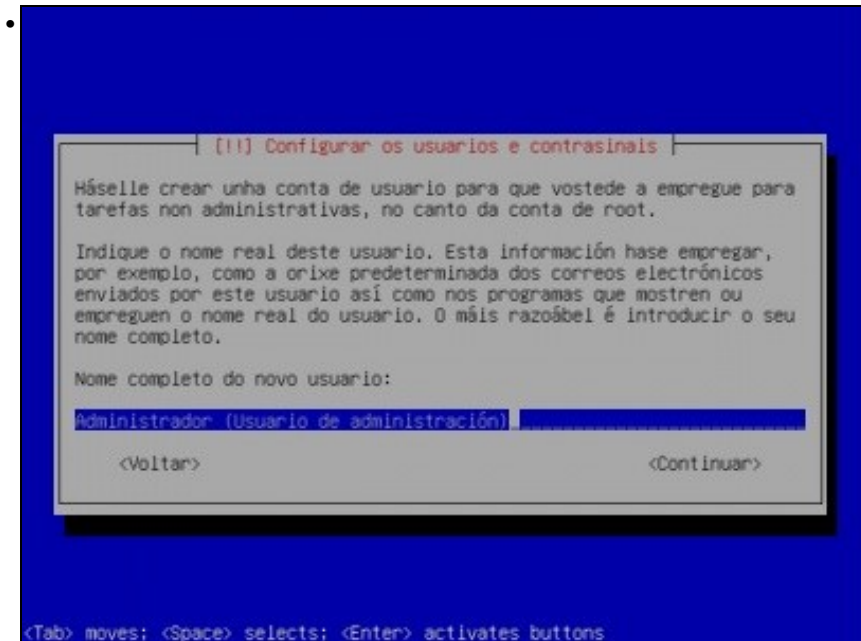 [!!] Configurar os usuarios e contrasinais
Háselle crear unha conta de usuario para que vostede a empregue para
tarefas non administrativas, no canto da conta de root.
Indique o nome real deste usuario. Esta información hase empregar,
por exemplo, como a orixe predeterminada dos correos electrónicos
enviados por este usuario así como nos programas que mostren ou
empreguen o nome real do usuario. O máis razoábel é introducir o seu
nome completo.
Nome completo do novo usuario:
Administrador (Usuario de administración)
<Voltar> <Continuar>
<Tab> moves; <Space> selects; <Enter> activates buttons